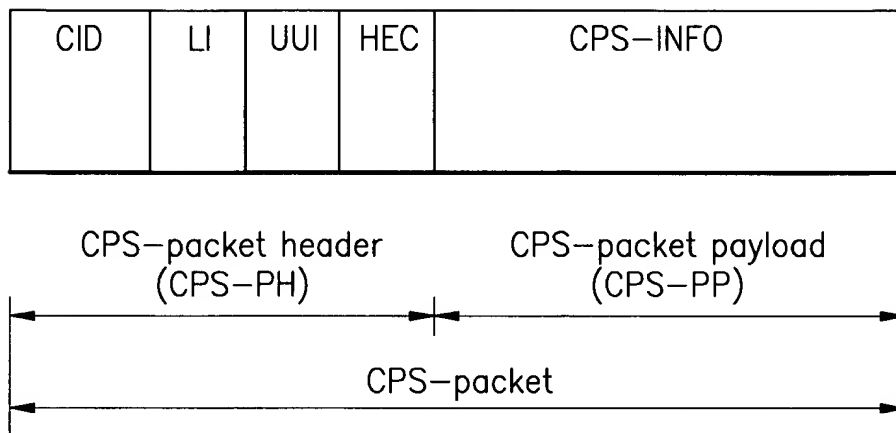 CID LI UUI HEC CPS-INFO
CPS-packet header CPS-packet payload
(CPS-PH) (CPS-PP)
CPS-packet